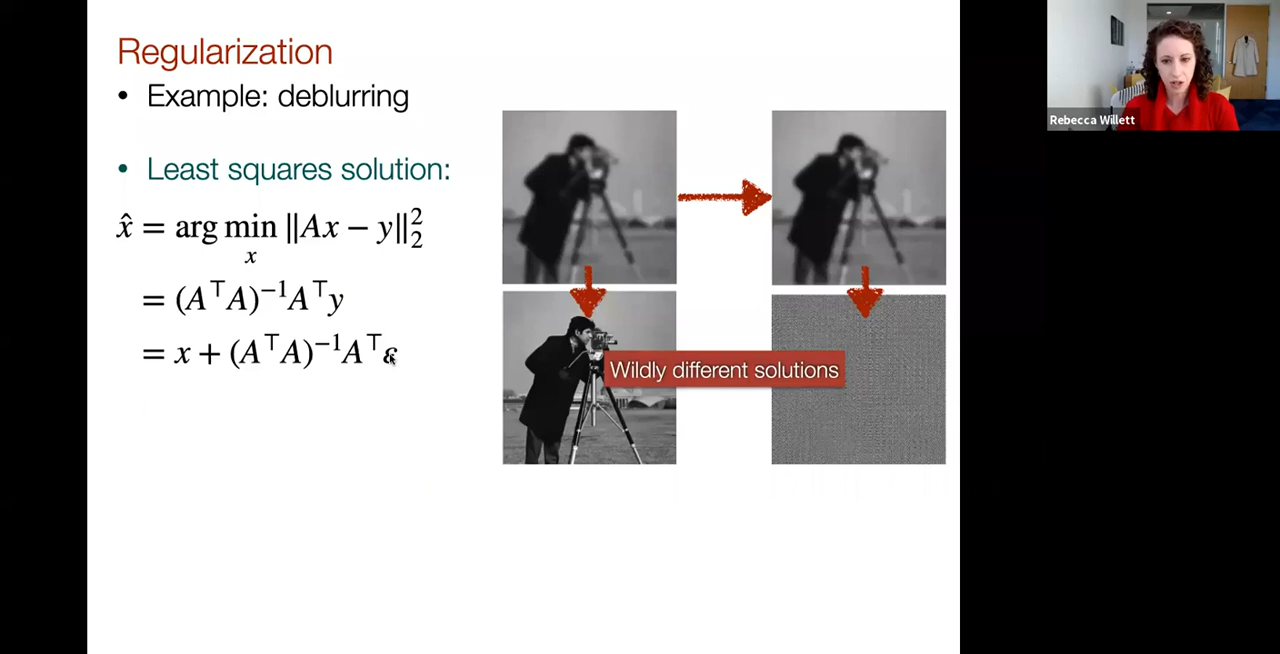 Regularization
• Example: deblurring
• Least squares solution:
x̂ = arg min ‖Ax − y‖₂²
x
= (AᵀA)⁻¹Aᵀy
= x + (AᵀA)⁻¹Aᵀε
Wildly different solutions
Rebecca Willett